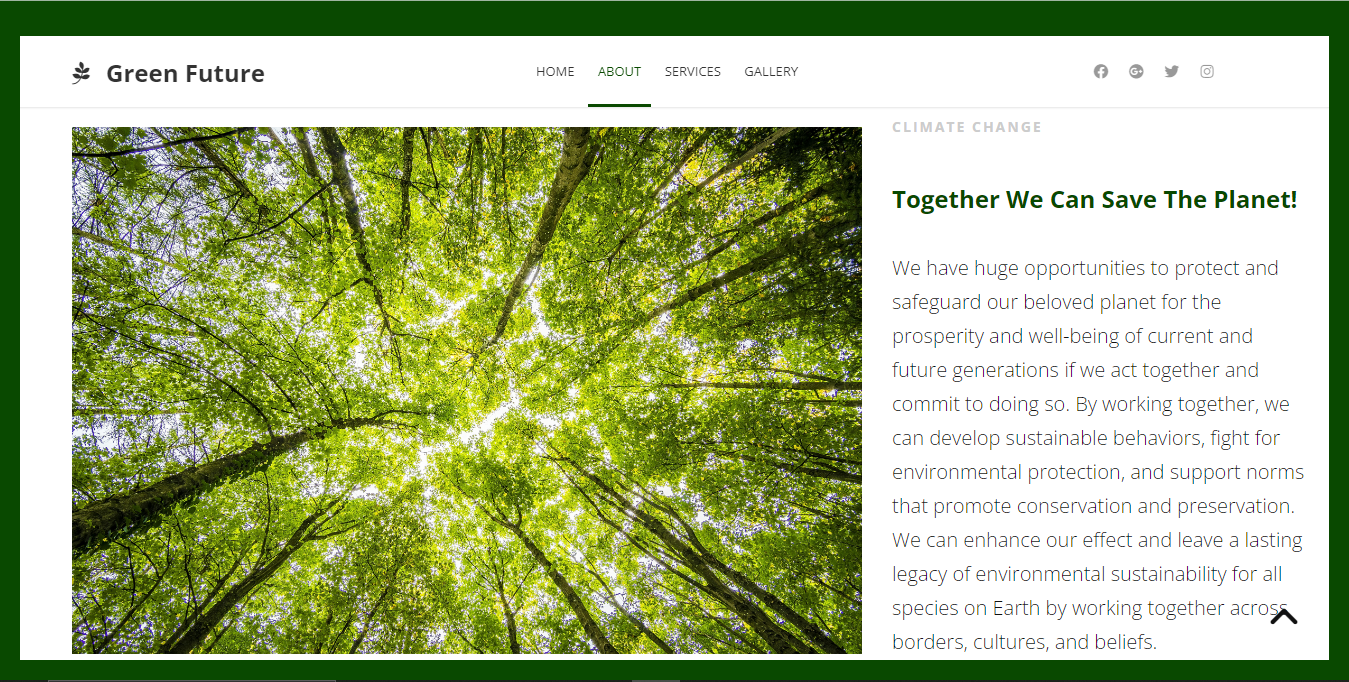 Green Future
HOME ABOUT SERVICES GALLERY
CLIMATE CHANGE
Together We Can Save The Planet!
We have huge opportunities to protect and
safeguard our beloved planet for the
prosperity and well-being of current and
future generations if we act together and
commit to doing so. By working together, we
can develop sustainable behaviors, fight for
environmental protection, and support norms
that promote conservation and preservation.
We can enhance our effect and leave a lasting
legacy of environmental sustainability for all
species on Earth by working together across
borders, cultures, and beliefs.